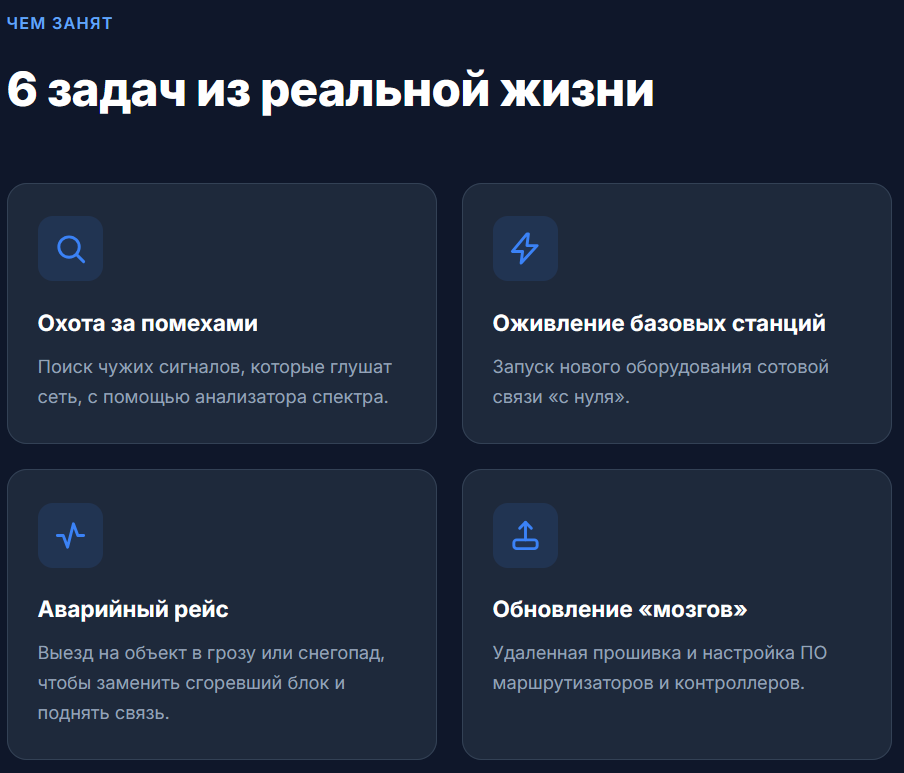 ЧЕМ ЗАНЯТ
6 задач из реальной жизни
Охота за помехами
Поиск чужих сигналов, которые глушат
сеть, с помощью анализатора спектра.
Оживление базовых станций
Запуск нового оборудования сотовой
связи «с нуля».
Аварийный рейс
Выезд на объект в грозу или снегопад,
чтобы заменить сгоревший блок и
поднять связь.
Обновление «мозгов»
Удаленная прошивка и настройка ПО
маршрутизаторов и контроллеров.